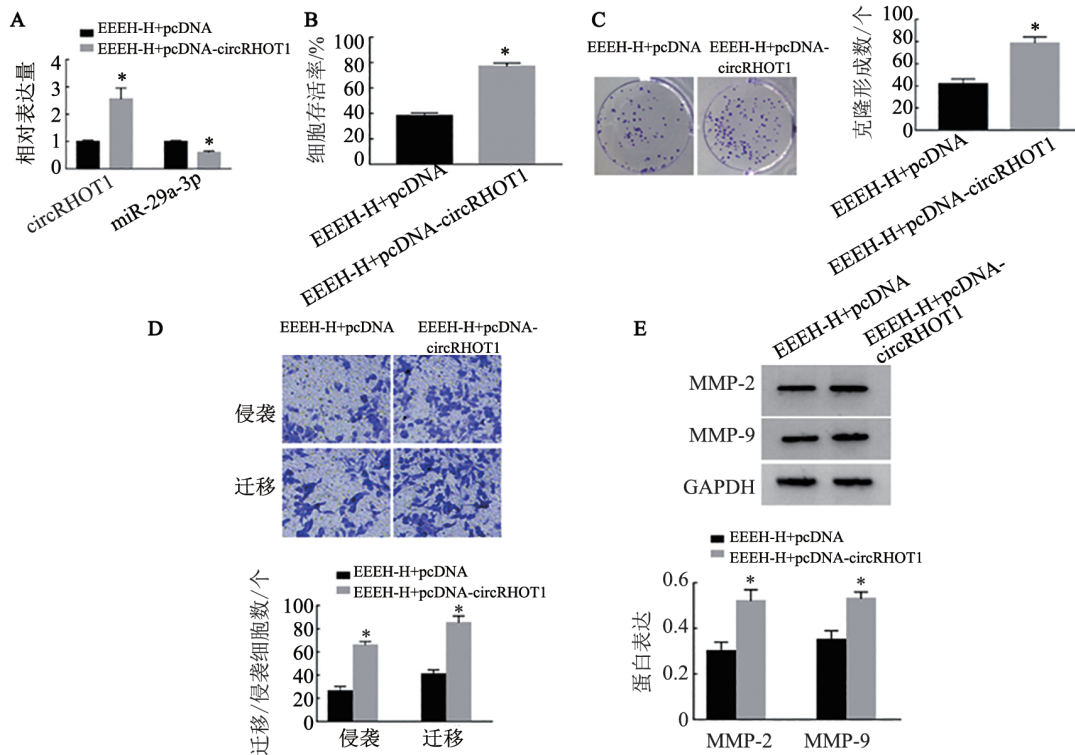 A
EEEH-H+pcDNA
EEEH-H+pcDNA-circRHOT1
相对表达量
4
3
2
1
0
*
*
circRHOT1
miR-29a-3p
B
细胞存活率/%
100
80
60
40
20
0
*
EEEH-H+pcDNA
EEEH-H+pcDNA-circRHOT1
C
EEEH-H+pcDNA
EEEH-H+pcDNA-
circRHOT1
克隆形成数/个
100
80
60
40
20
0
*
EEEH-H+pcDNA
EEEH-H+pcDNA-circRHOT1
D
EEEH-H+pcDNA
EEEH-H+pcDNA-
circRHOT1
侵袭
迁移
EEEH-H+pcDNA
EEEH-H+pcDNA-circRHOT1
迁移/侵袭细胞数/个
100
80
60
40
20
0
*
*
侵袭
迁移
E
EEEH-H+pcDNA
EEEH-H+pcDNA-
circRHOT1
MMP-2
MMP-9
GAPDH
EEEH-H+pcDNA
EEEH-H+pcDNA-circRHOT1
蛋白表达
0.6
0.4
0.2
0
*
*
MMP-2
MMP-9